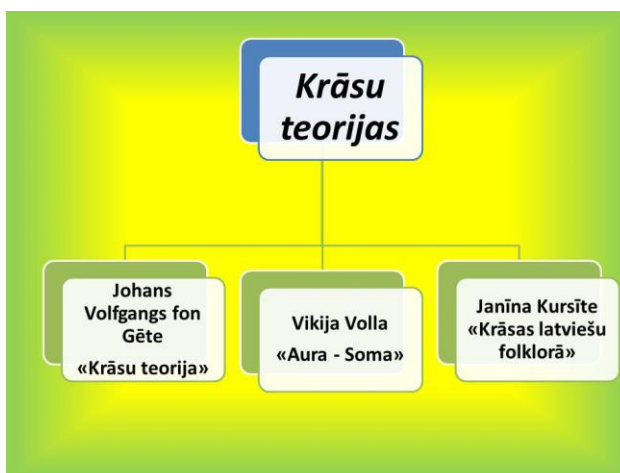 Krāsu
teorijas
Johans
Volfgangs fon
Gēte
«Krāsu teorija»
Vikija Volla
«Aura - Soma»
Janīna Kursīte
«Krāsas latviešu
folklorā»